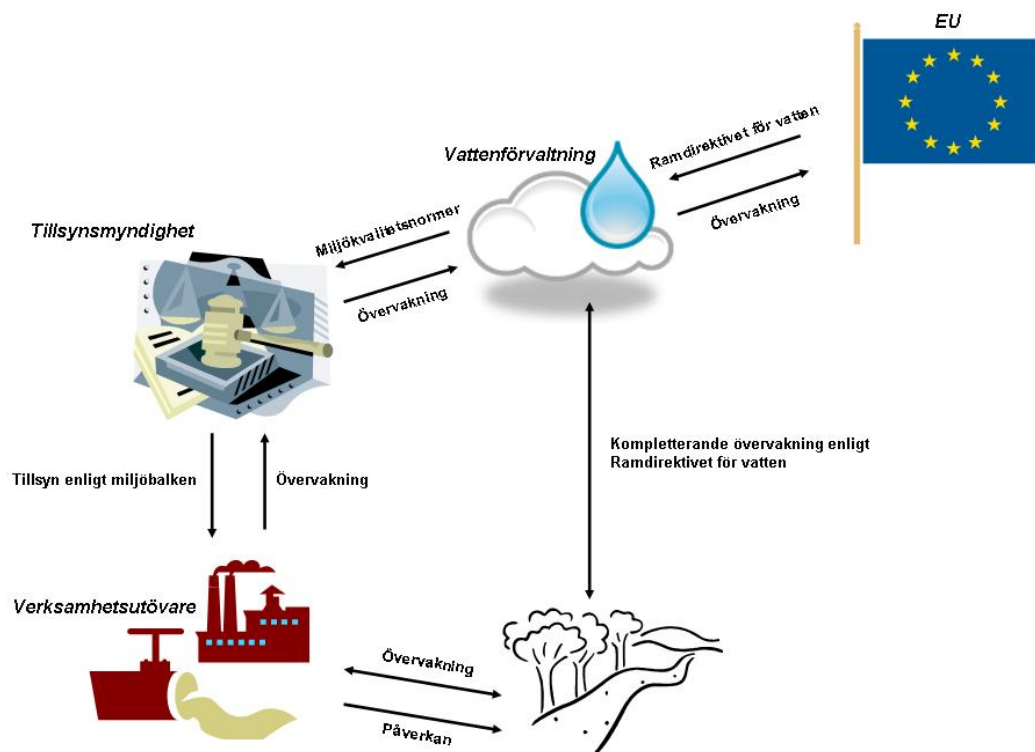 EU
Ramdirektivet för vatten
Vattenförvaltning
Övervakning
Miljökvalitetsnormer
Tillsynsmyndighet
Övervakning
Kompletterande övervakning enligt
Ramdirektivet för vatten
Tillsyn enligt miljöbalken
Övervakning
Verksamhetsutövare
Övervakning
Påverkan